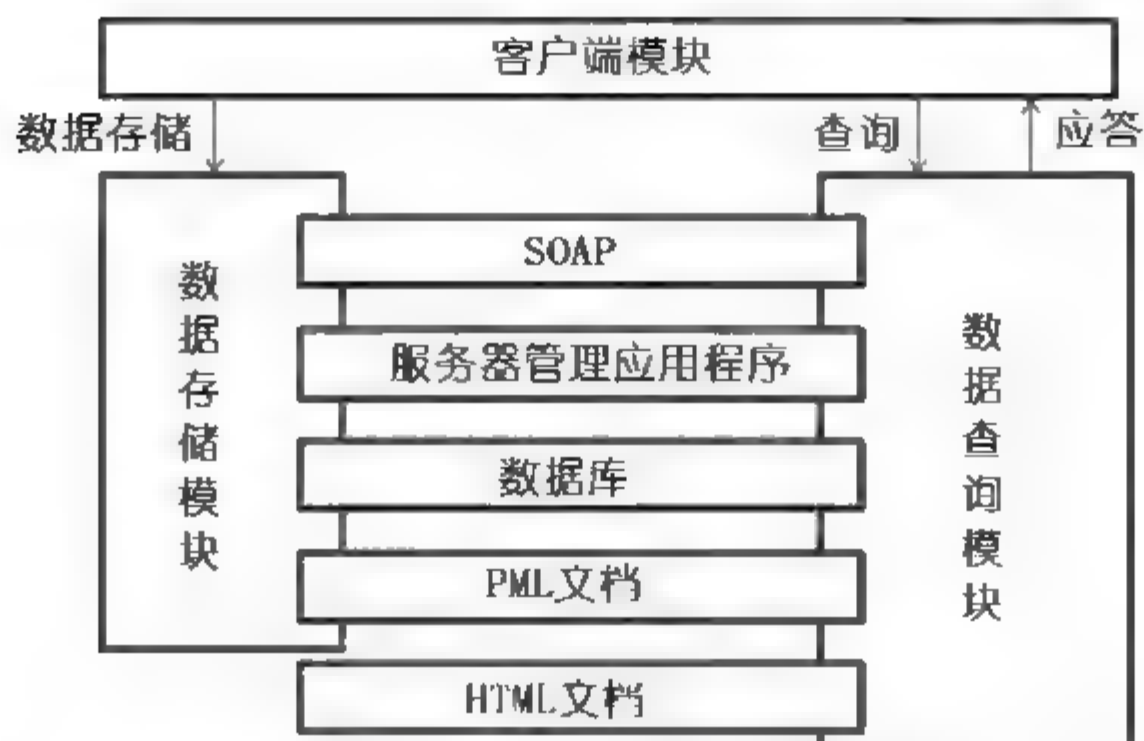 客户端模块
数据存储
查询
应答
SOAP
服务器管理应用程序
数据库
PML文档
HTML文档
数据存储模块
数据查询模块